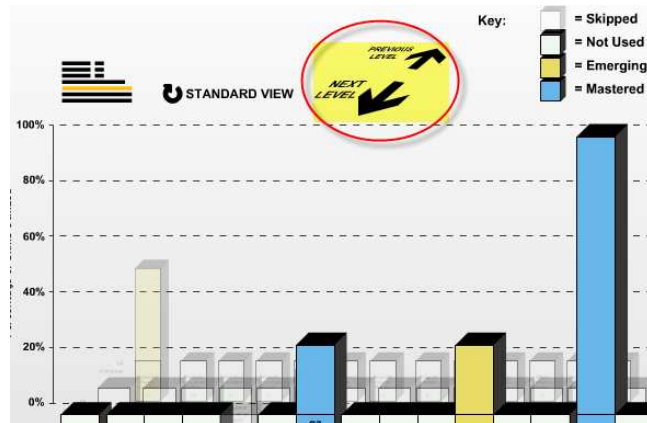 Key:
= Skipped
= Not Used
= Emerging
= Mastered
PREVIOUS
LEVEL
NEXT
LEVEL
STANDARD VIEW
100%
80%
60%
40%
20%
0%